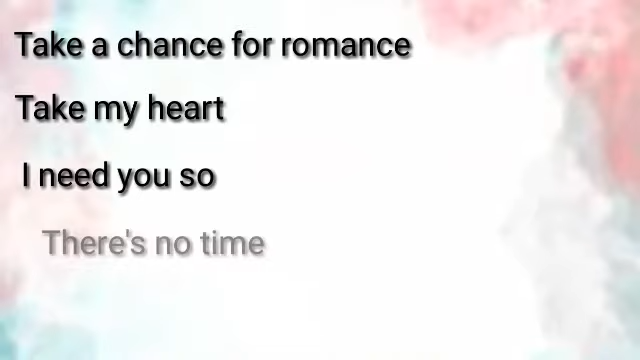 Take a chance for romance
Take my heart
I need you so
There's no time